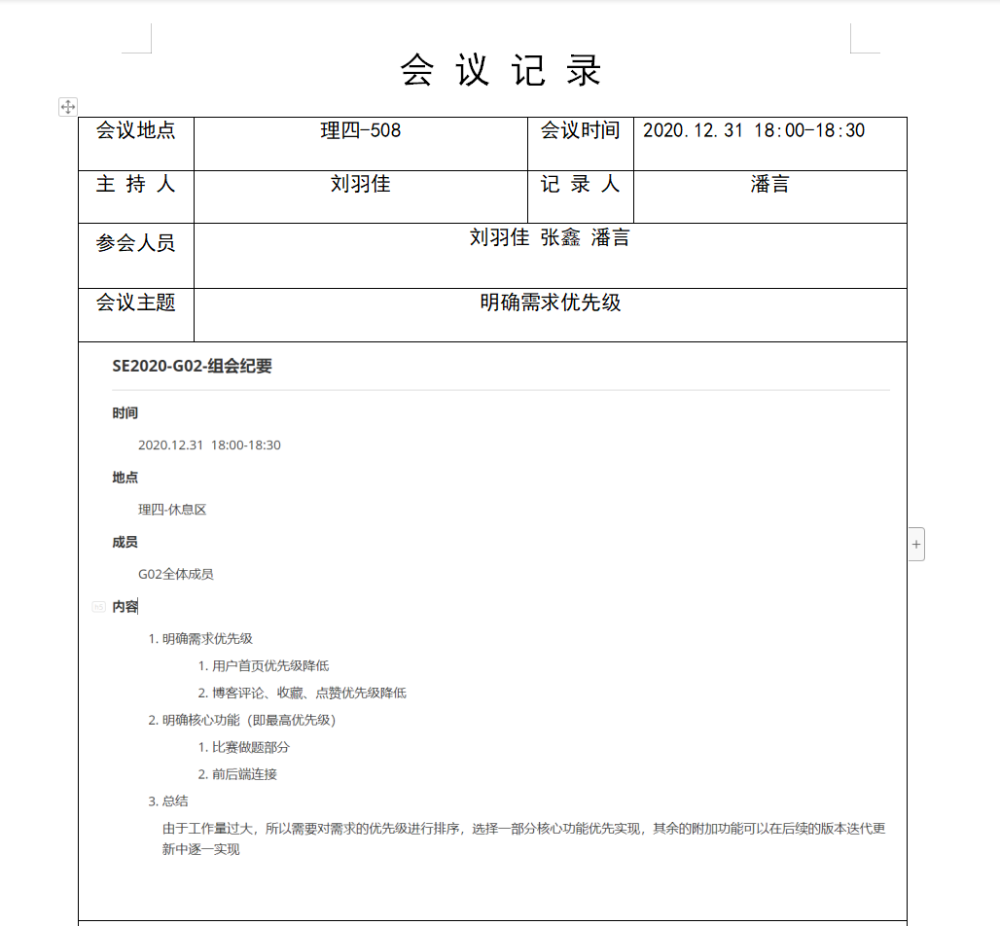 会 议 记 录
会议地点 理四-508 会议时间 2020.12.31 18:00-18:30
主 持 人 刘羽佳 记 录 人 潘言
参会人员 刘羽佳 张鑫 潘言
会议主题 明确需求优先级
SE2020-G02-组会纪要
时间
2020.12.31 18:00-18:30
地点
理四-休息区
成员
G02全体成员
内容
1. 明确需求优先级
1. 用户首页优先级降低
2. 博客评论、收藏、点赞优先级降低
2. 明确核心功能（即最高优先级）
1. 比赛做题部分
2. 前后端连接
3. 总结
由于工作量过大，所以需要对需求的优先级进行排序，选择一部分核心功能优先实现，其余的附加功能可以在后续的版本迭代更
新中逐一实现